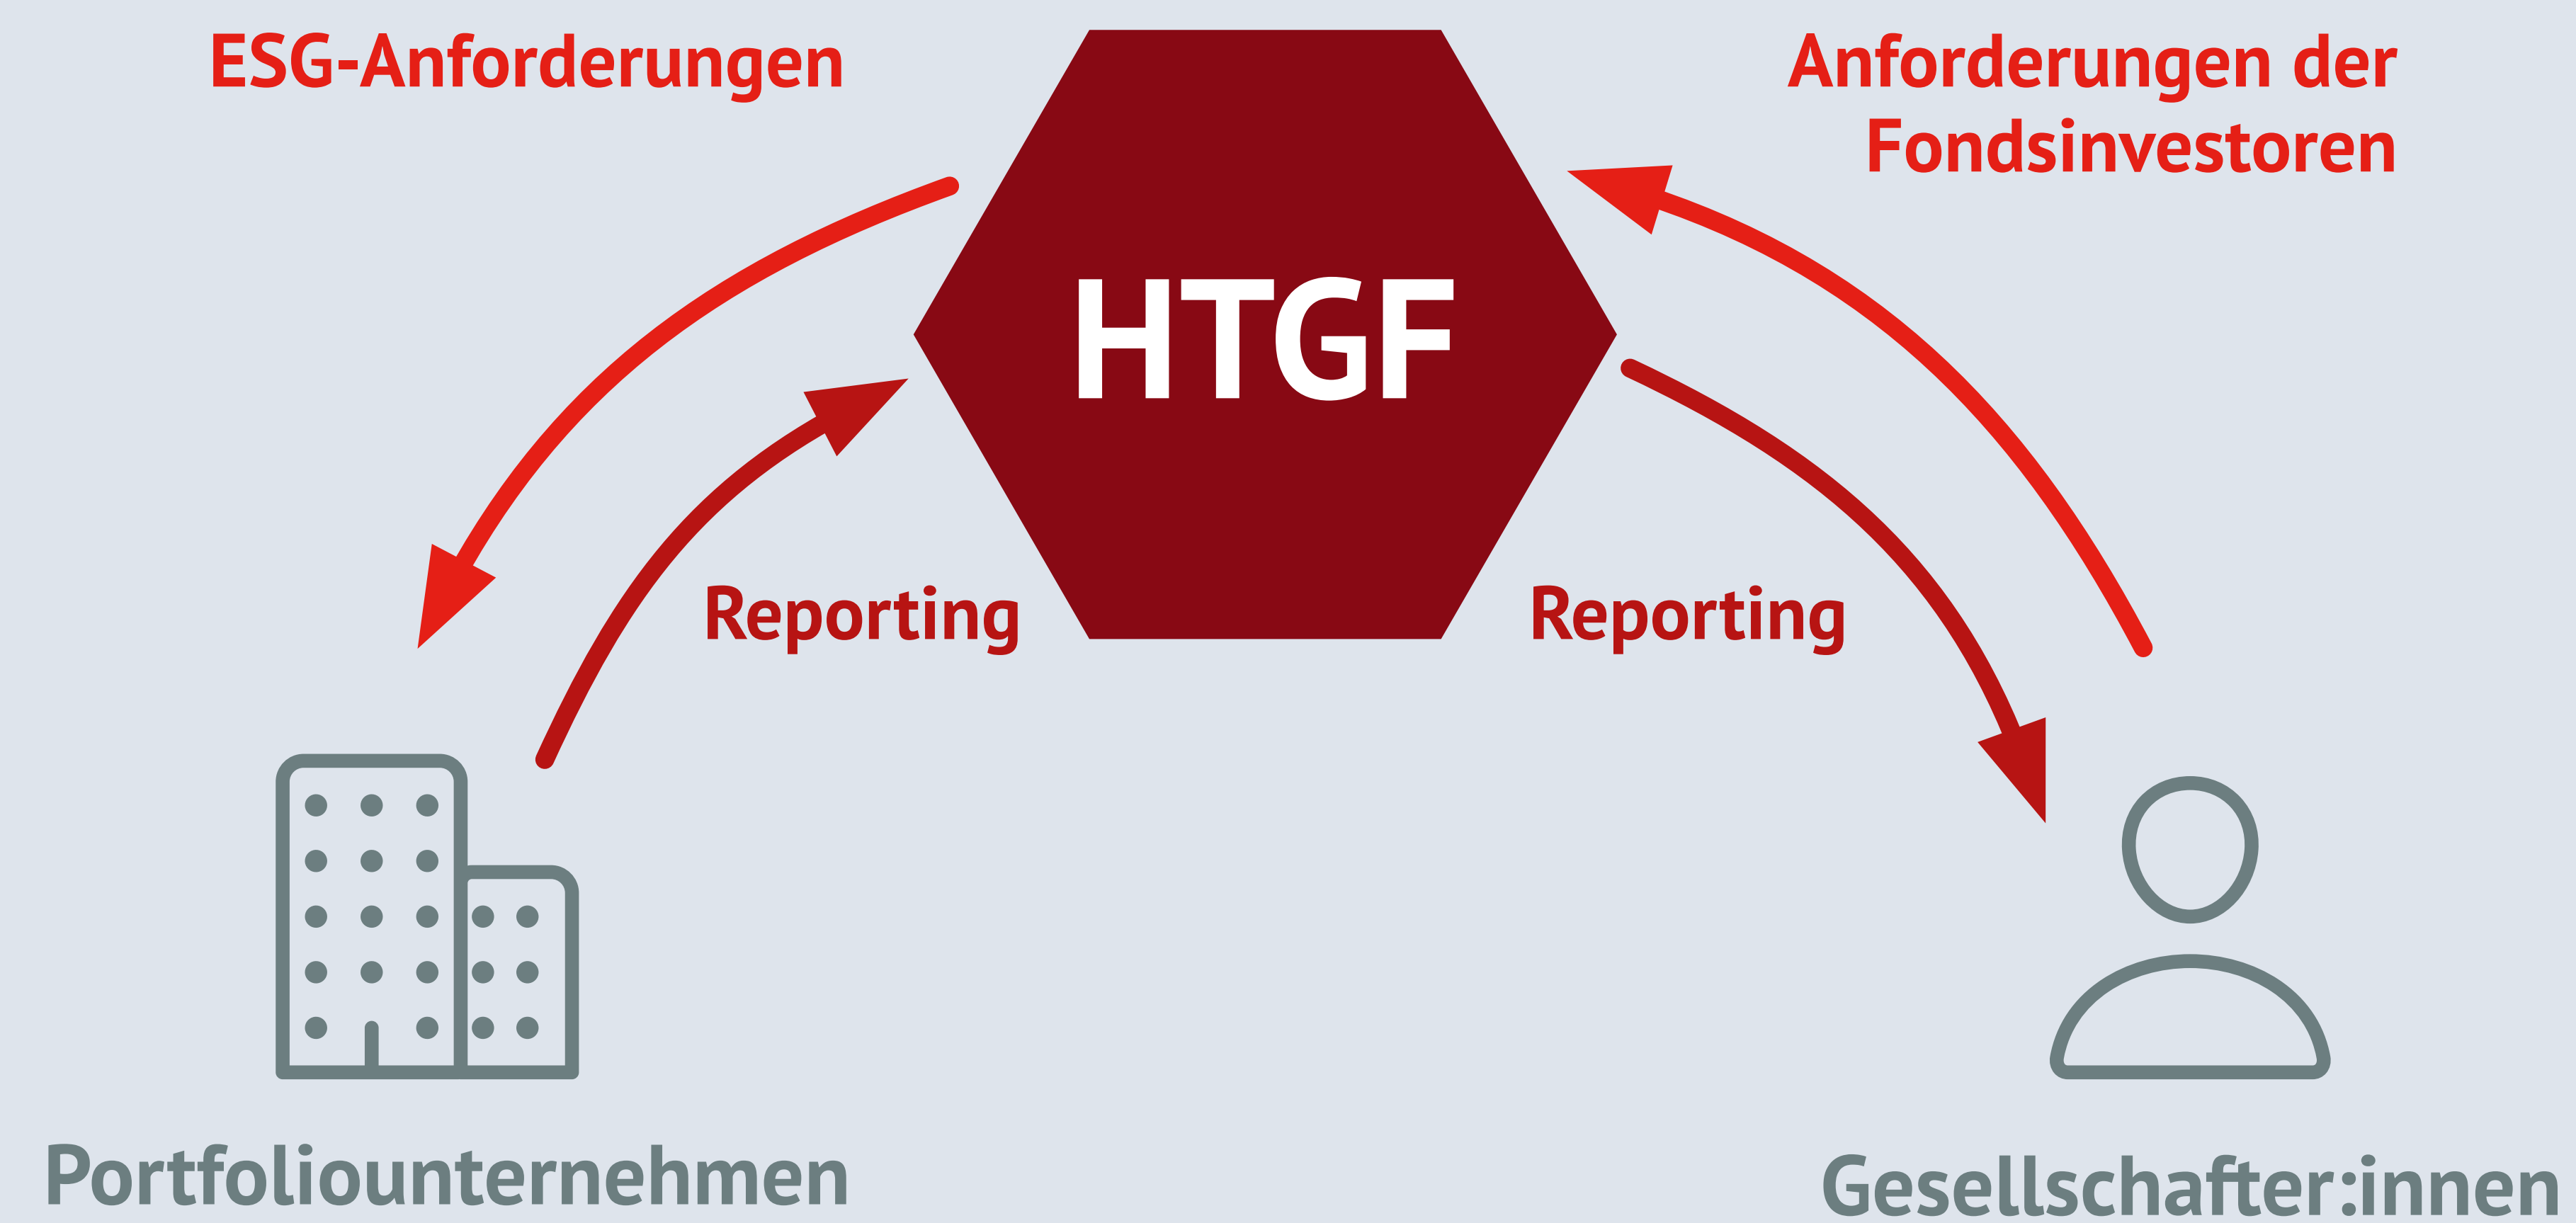 ESG-Anforderungen
Anforderungen der
Fondsinvestoren
HTGF
Reporting
Reporting
Portfoliounternehmen
Gesellschafter:innen